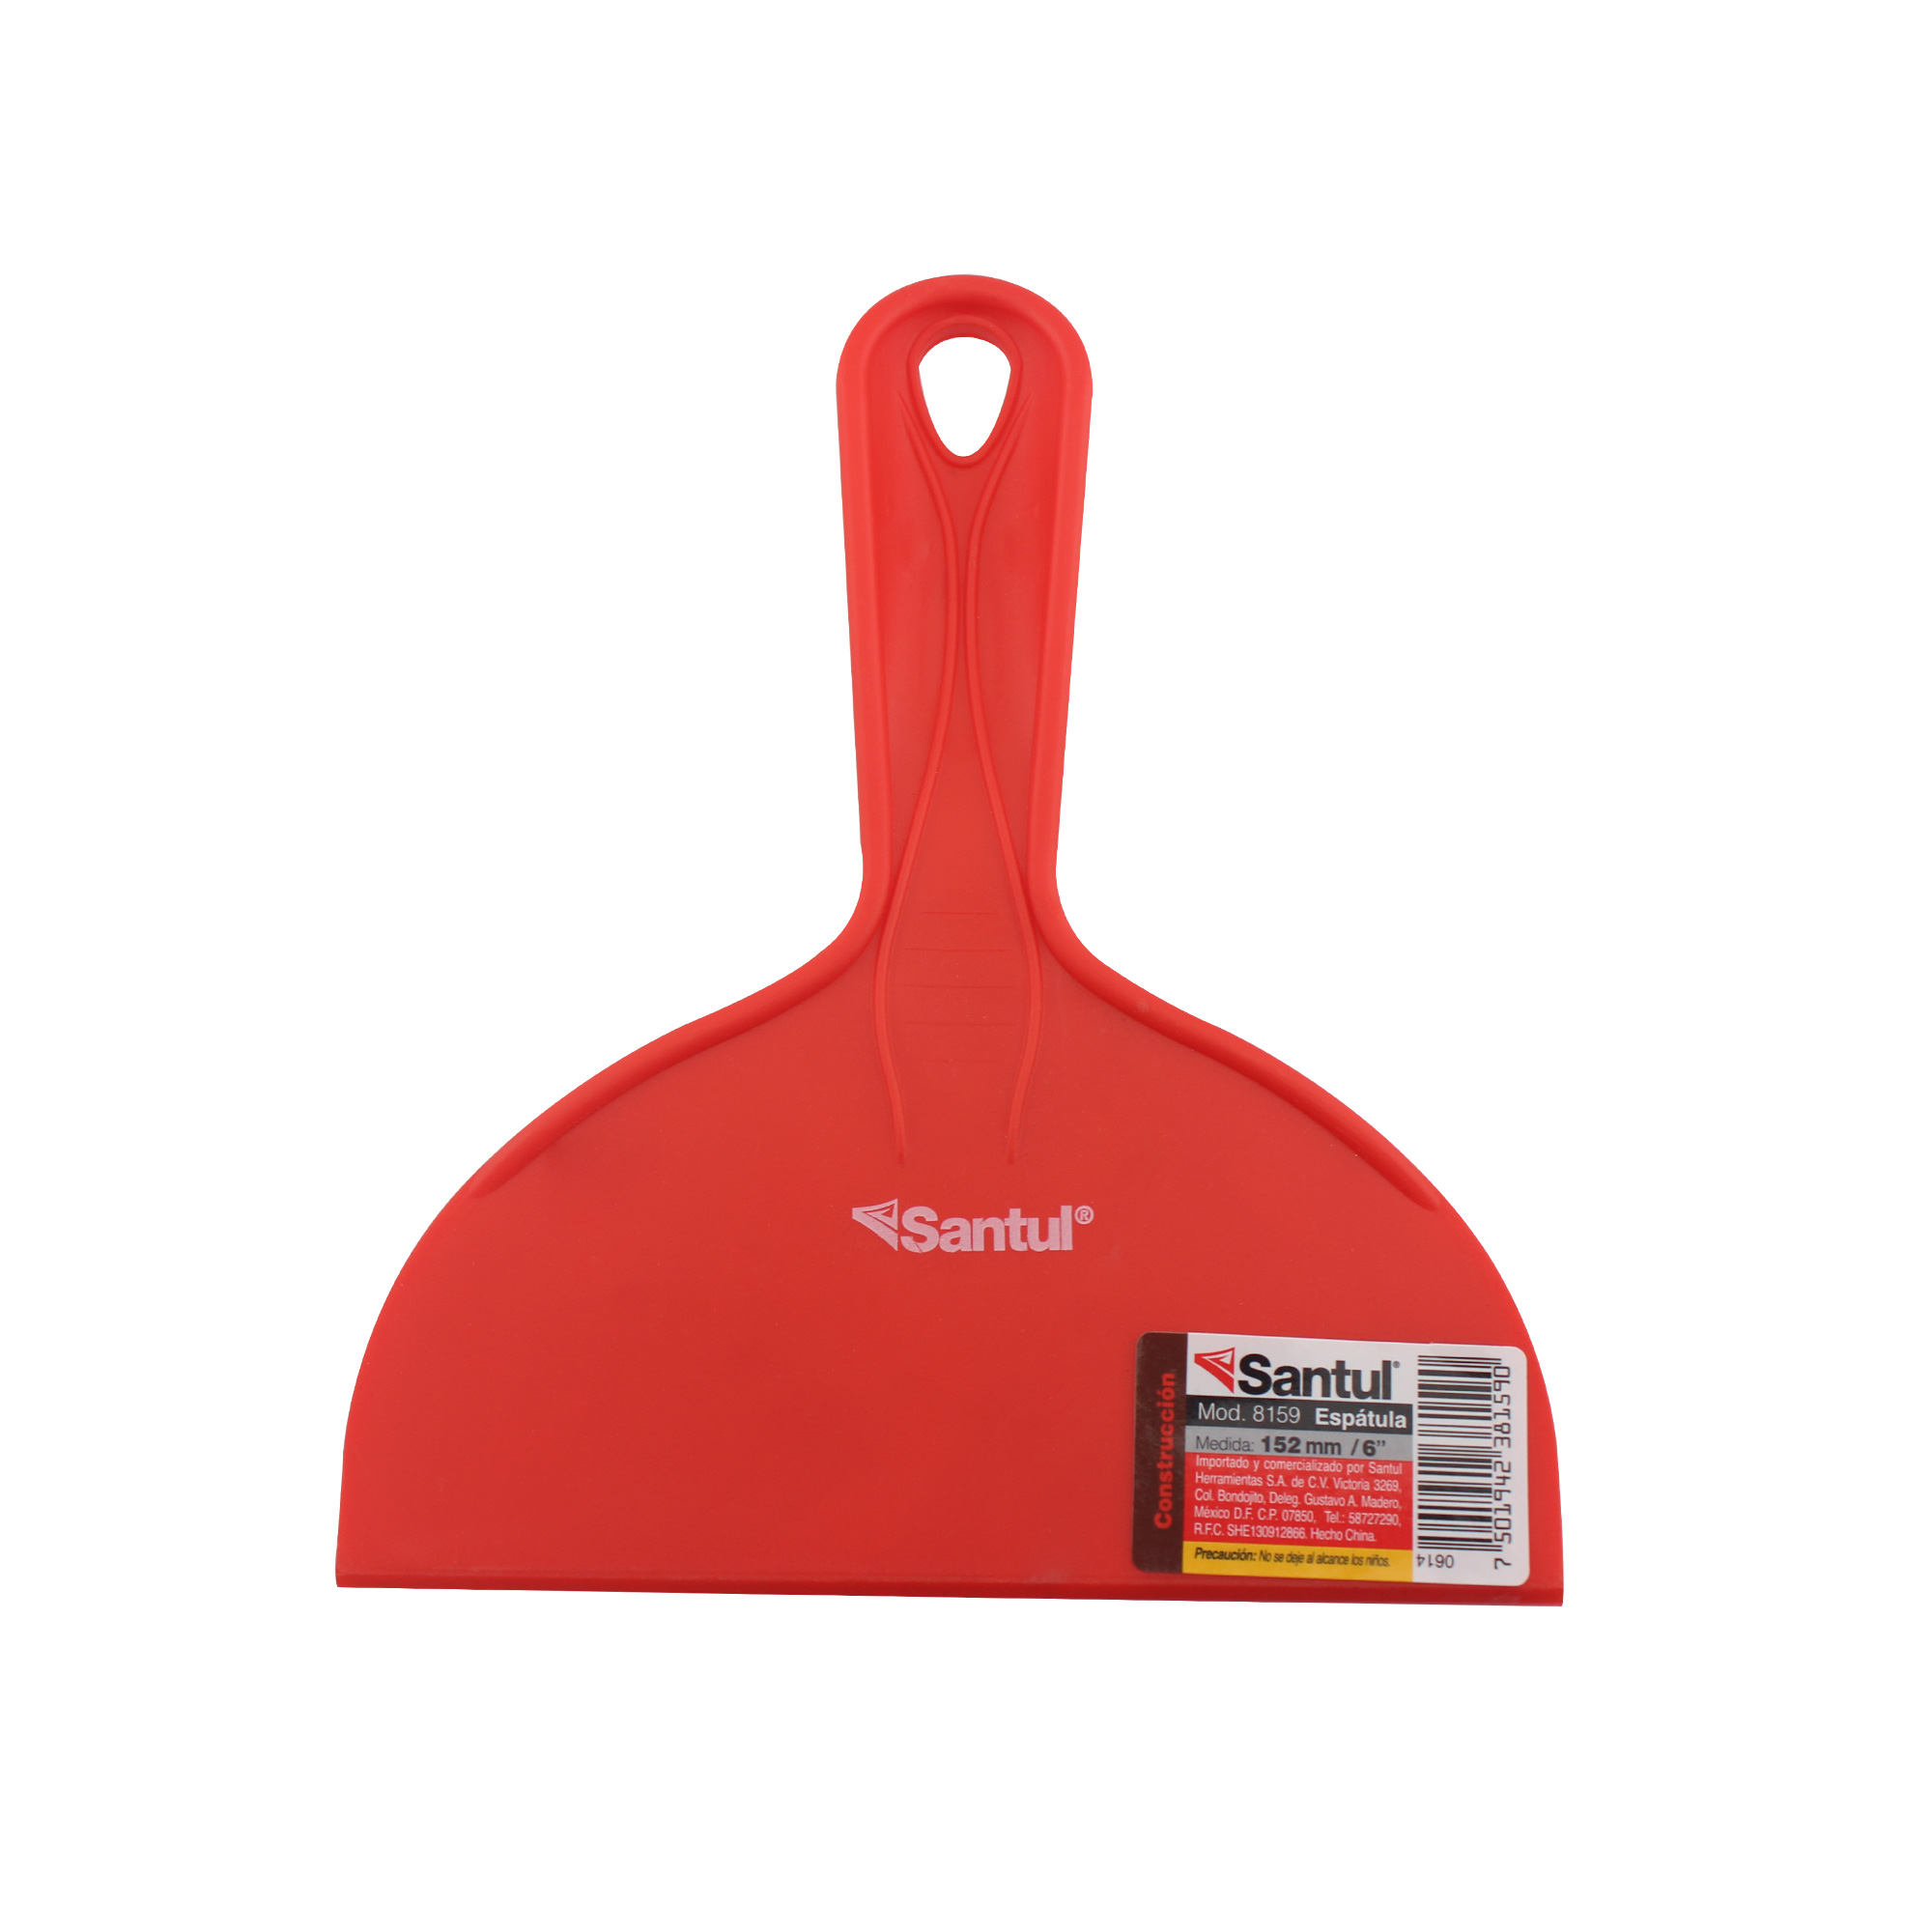 Santul®
Construcción
Santul®
Mod. 8159 Espátula
Medida: 152 mm / 6"
Importado y comercializado por Santul
Herramientas S.A. de C.V. Victoria 3269,
Col. Bondojito, Deleg. Gustavo A. Madero,
México D.F. C.P. 07850, Tel.: 58727290,
R.F.C. SHE130912866. Hecho China.
Precaución: No se deje al alcance los niños.
0614
7 501942 381590